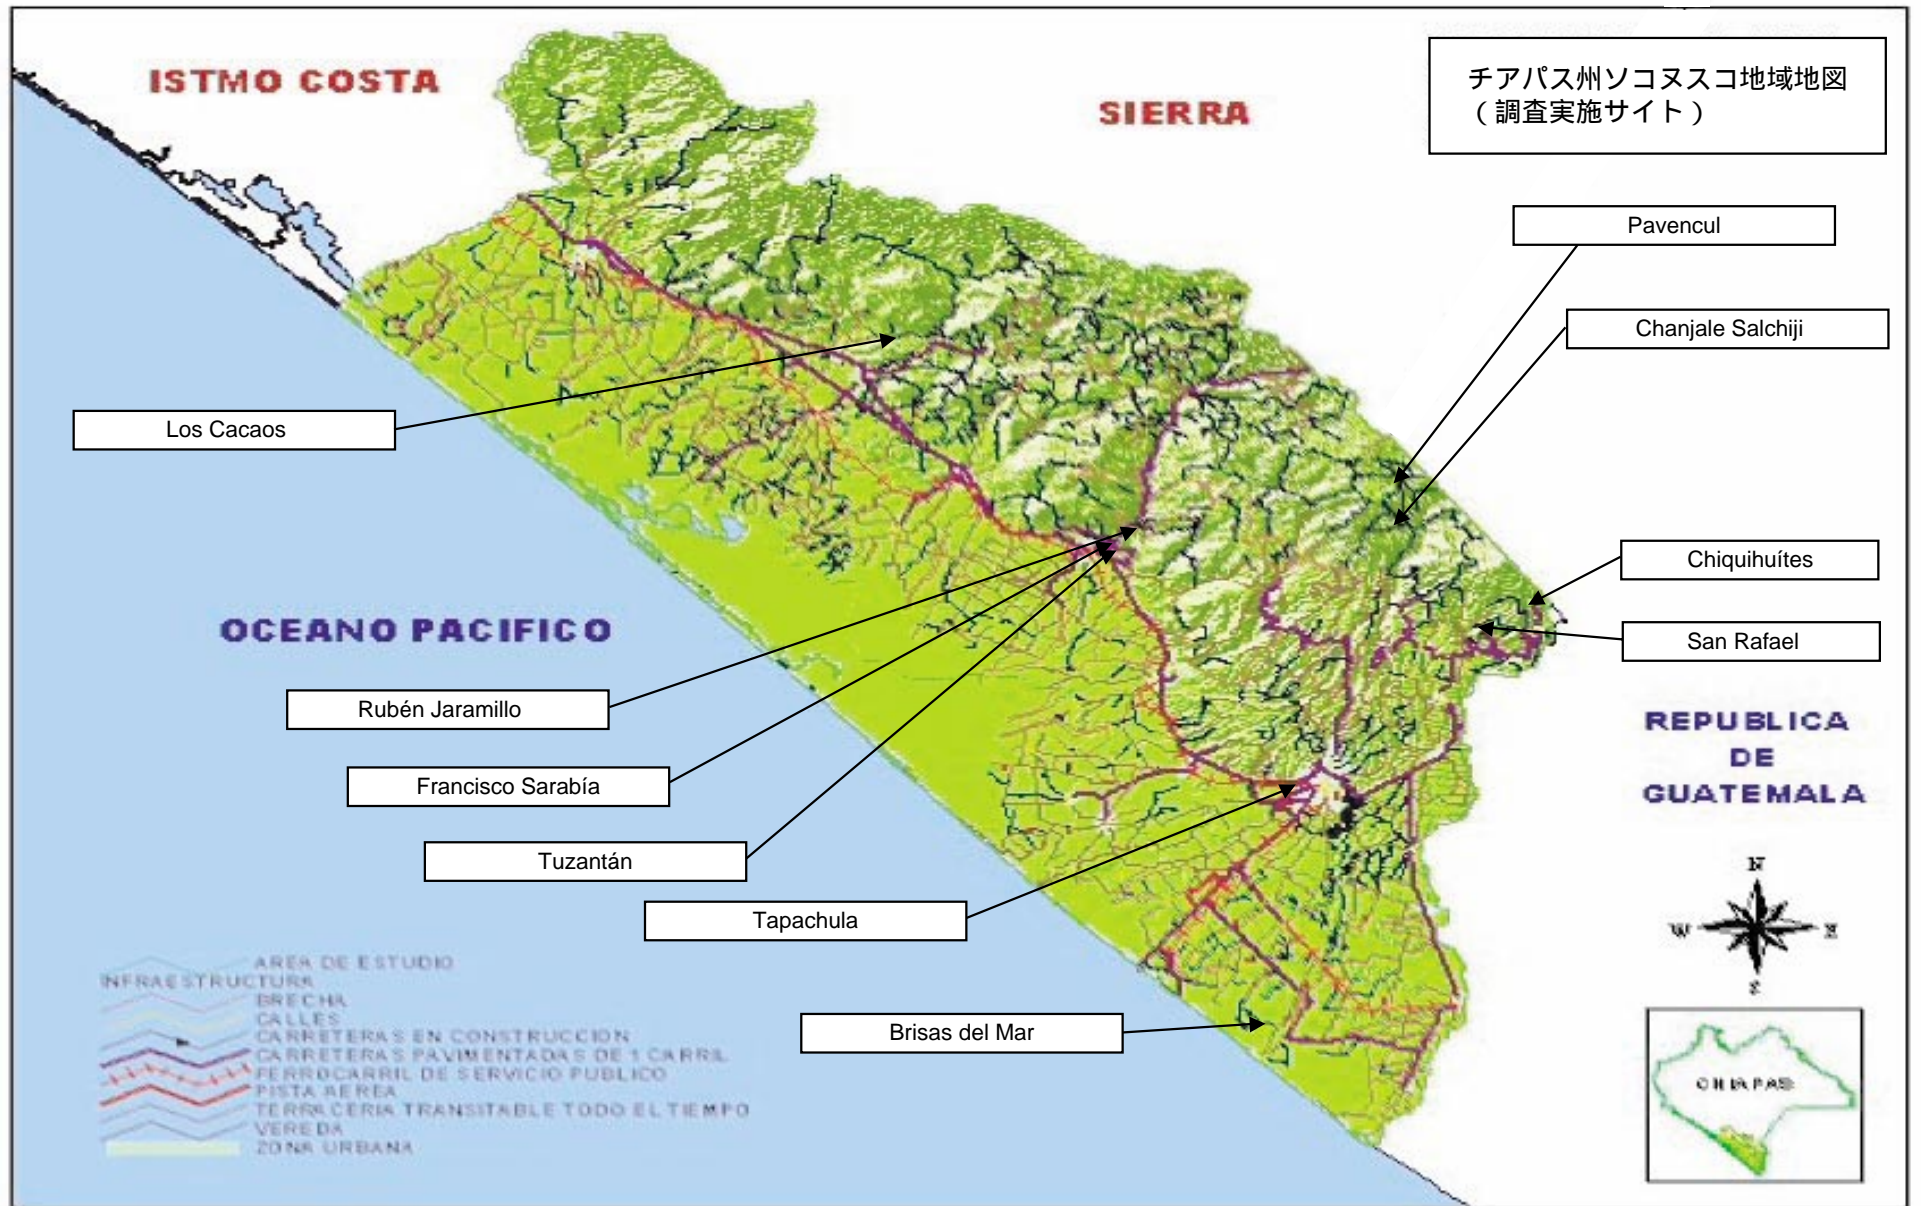 ISTMO COSTA
SIERRA
チアパス州ソコヌスコ地域地図
（調査実施サイト）
Pavencul
Chanjale Salchiji
Los Cacaos
Chiquihuítes
San Rafael
OCEANO PACIFICO
Rubén Jaramillo
Francisco Sarabía
Tuzantán
Tapachula
Brisas del Mar
REPUBLICA
DE
GUATEMALA
N
W E
S
CHIAPAS
AREA DE ESTUDIO
INFRAESTRUCTURA
BRECHA
CALLES
CARRETERAS EN CONSTRUCCION
CARRETERAS PAVIMENTADAS DE 1 CARRIL
FERROCARRIL DE SERVICIO PUBLICO
PISTA AEREA
TERRACERIA TRANSITABLE TODO EL TIEMPO
VEREDA
ZONA URBANA